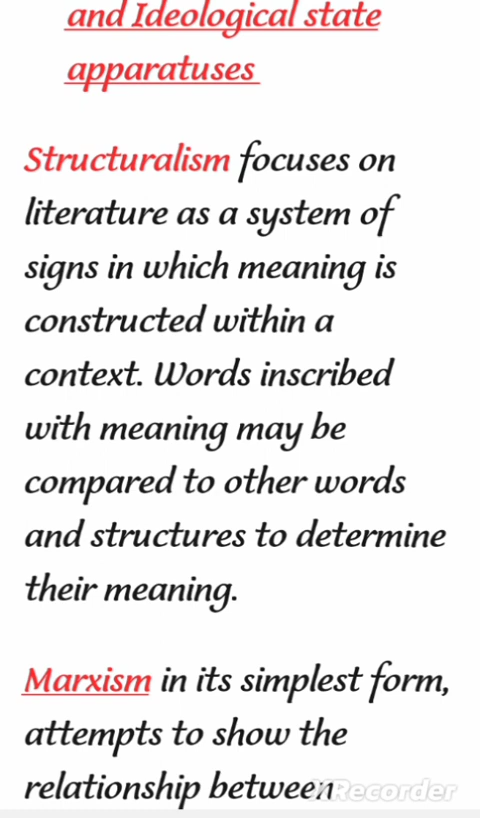 and Ideological state
apparatuses
Structuralism focuses on
literature as a system of
signs in which meaning is
constructed within a
context. Words inscribed
with meaning may be
compared to other words
and structures to determine
their meaning.
Marxism in its simplest form,
attempts to show the
relationship between
XRecorder